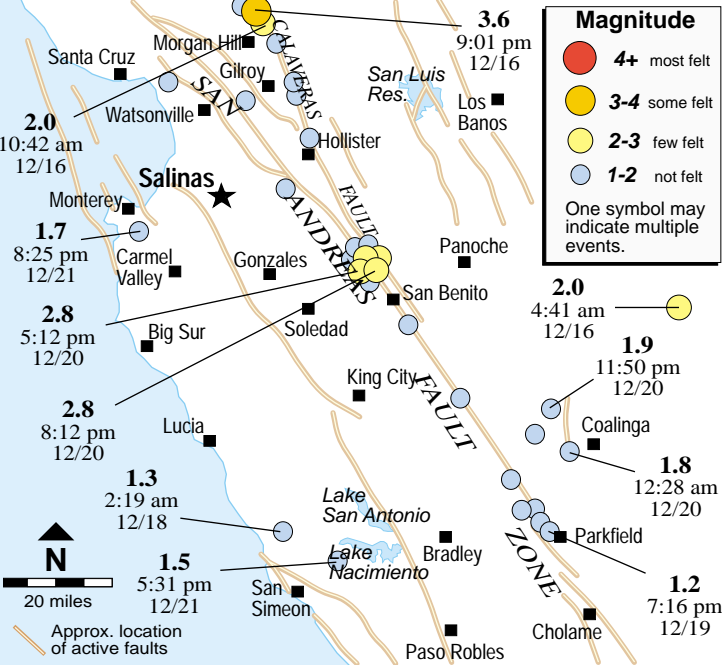 3.6
9:01 pm
12/16
Magnitude
4+ most felt
3-4 some felt
2-3 few felt
1-2 not felt
One symbol may
indicate multiple
events.
Santa Cruz
Morgan Hill
Gilroy
CALAVERAS
FAULT
San Luis
Res.
Los
Banos
Watsonville
SAN
ANDREAS
FAULT
ZONE
2.0
10:42 am
12/16
Hollister
Salinas
Monterey
1.7
8:25 pm
12/21
Carmel
Valley
Gonzales
Panoche
San Benito
2.0
4:41 am
12/16
2.8
5:12 pm
12/20
Big Sur
Soledad
1.9
11:50 pm
12/20
King City
2.8
8:12 pm
12/20
Lucia
Coalinga
1.8
12:28 am
12/20
1.3
2:19 am
12/18
Lake
San Antonio
N
20 miles
1.5
5:31 pm
12/21
Lake
Nacimiento
Bradley
Parkfield
San
Simeon
1.2
7:16 pm
12/19
Cholame
Paso Robles
Approx. location
of active faults